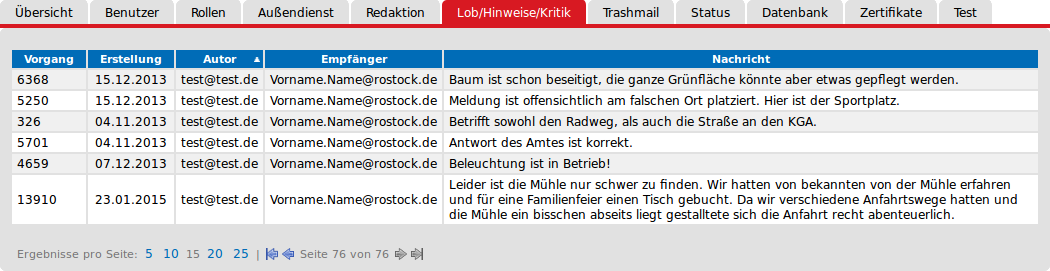 Übersicht Benutzer Rollen Außendienst Redaktion Lob/Hinweise/Kritik Trashmail Status Datenbank Zertifikate Test
Vorgang Erstellung Autor ▲ Empfänger Nachricht
6368 15.12.2013 test@test.de Vorname.Name@rostock.de Baum ist schon beseitigt, die ganze Grünfläche könnte aber etwas gepflegt werden.
5250 15.12.2013 test@test.de Vorname.Name@rostock.de Meldung ist offensichtlich am falschen Ort platziert. Hier ist der Sportplatz.
326 04.11.2013 test@test.de Vorname.Name@rostock.de Betrifft sowohl den Radweg, als auch die Straße an den KGA.
5701 04.11.2013 test@test.de Vorname.Name@rostock.de Antwort des Amtes ist korrekt.
4659 07.12.2013 test@test.de Vorname.Name@rostock.de Beleuchtung ist in Betrieb!
Leider ist die Mühle nur schwer zu finden. Wir hatten von bekannten von der Mühle erfahren
13910 23.01.2015 test@test.de Vorname.Name@rostock.de und für eine Familienfeier einen Tisch gebucht. Da wir verschiedene Anfahrtswege hatten und
die Mühle ein bisschen abseits liegt gestalltete sich die Anfahrt recht abenteuerlich.
Ergebnisse pro Seite: 5 10 15 20 25 | Seite 76 von 76